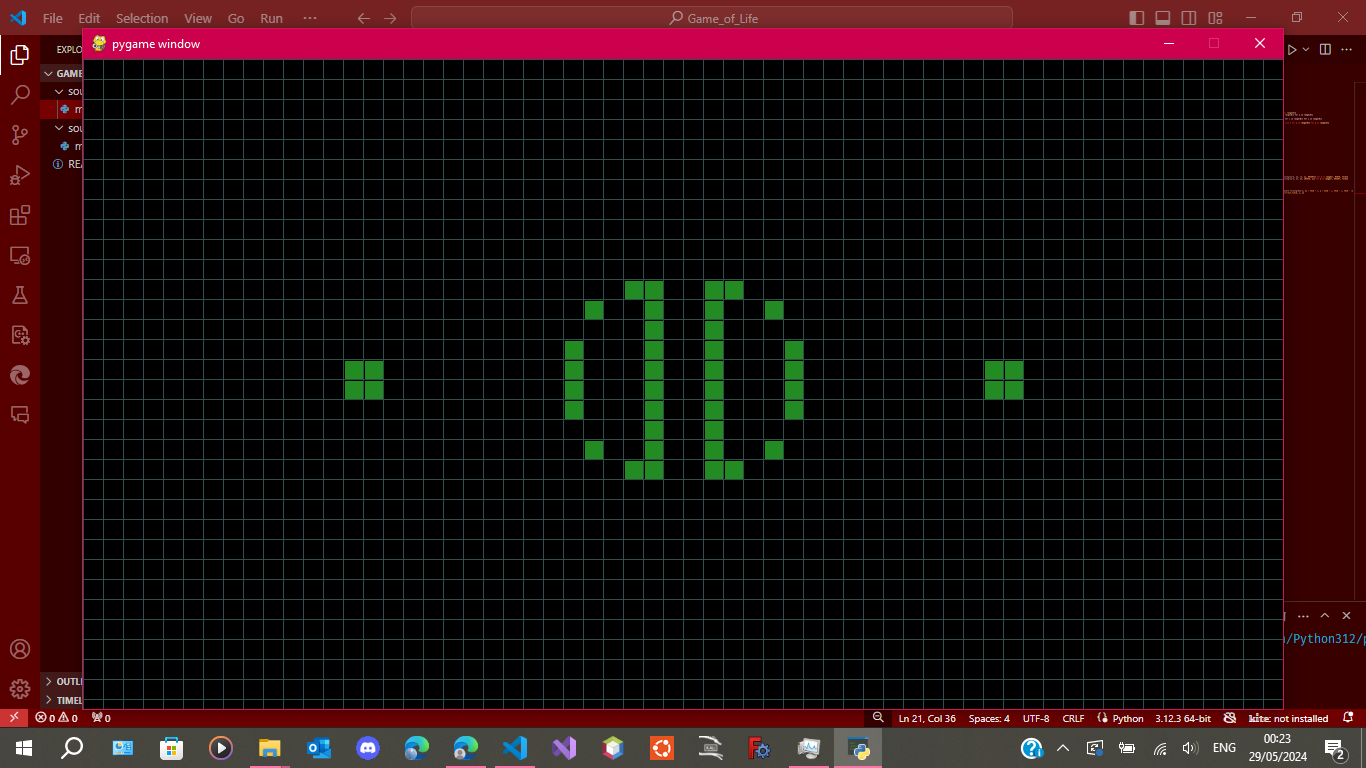 File Edit Selection View Go Run ··· Game_of_Life
pygame window
EXPLO
GAME
sou
m
sou
m
REA
u/Python312/p
OUTLI
TIMEL
0 0 0 Ln 21, Col 36 Spaces: 4 UTF-8 CRLF Python 3.12.3 64-bit kite: not installed
ENG 00:23
29/05/2024 2